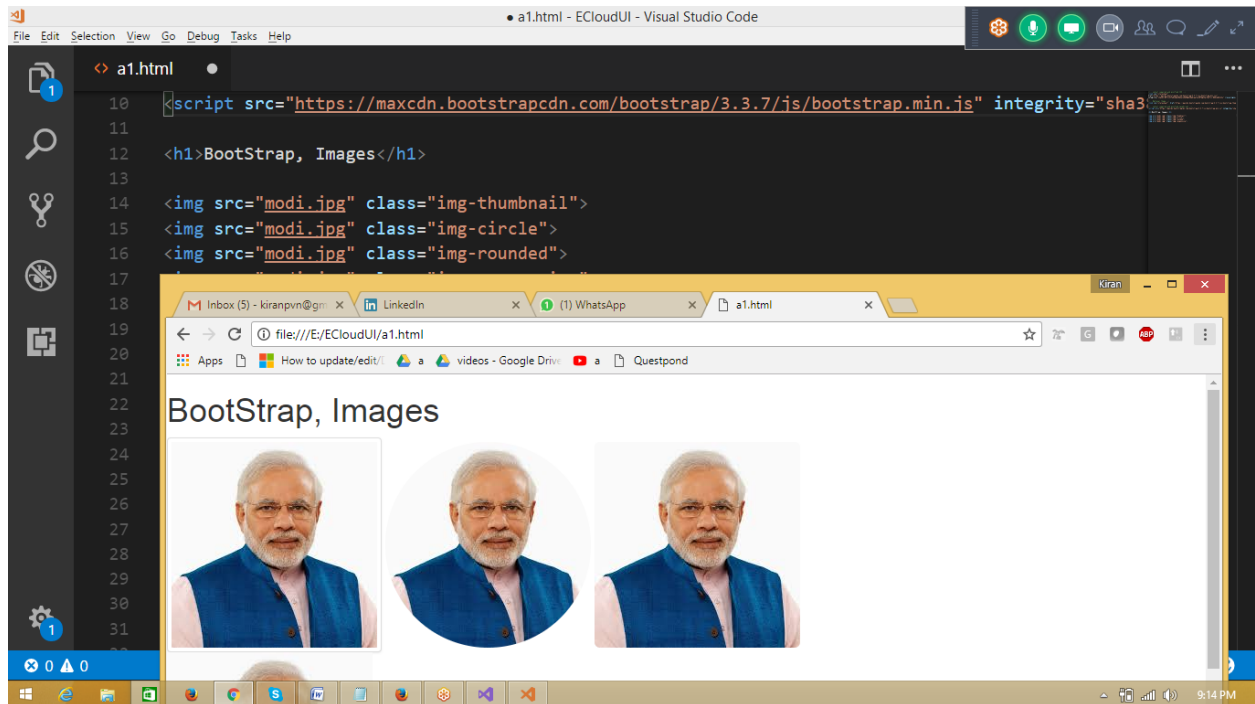 a1.html - ECloudUI - Visual Studio Code
File Edit Selection View Go Debug Tasks Help
a1.html
1
10 <script src="https://maxcdn.bootstrapcdn.com/bootstrap/3.3.7/js/bootstrap.min.js" integrity="sha3
11
12 <h1>BootStrap, Images</h1>
13
14 <img src="modi.jpg" class="img-thumbnail">
15 <img src="modi.jpg" class="img-circle">
16 <img src="modi.jpg" class="img-rounded">
17
18
19
20
21
22
23
24
25
26
27
28
29
30
31
Kiran
Inbox (5) - kiranpvn@gm
LinkedIn
(1) WhatsApp
a1.html
file:///E:/ECloudUI/a1.html
G
ABP
Apps How to update/edit/ a videos - Google Drive a Questpond
BootStrap, Images
1
0 0
9:14 PM